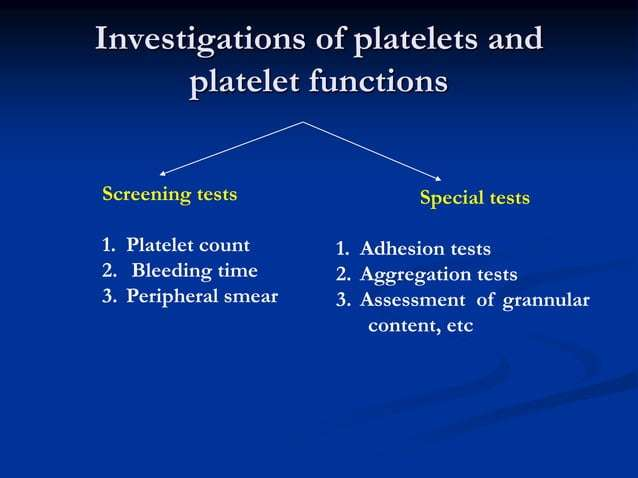 Investigations of platelets and
platelet functions
Screening tests
1. Platelet count
2. Bleeding time
3. Peripheral smear
Special tests
1. Adhesion tests
2. Aggregation tests
3. Assessment of grannular
content, etc